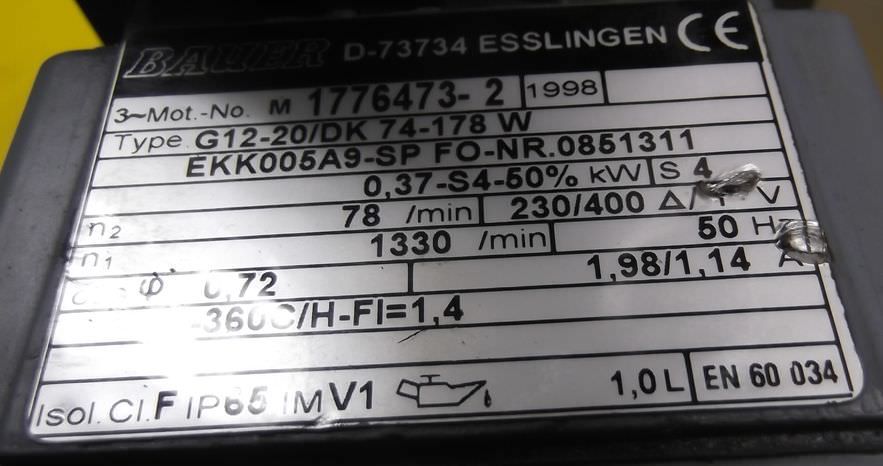 BAUER D-73734 ESSLINGEN CE
3~Mot.-No. M 1776473- 2 1998
Type G12-20/DK 74-178 W
EKK005A9-SP FO-NR.0851311
0,37-S4-50% kW S 4
n2 78 /min 230/400 Δ/ V
n1 1330 /min 50 Hz
φ 0,72 1,98/1,14 A
-360C/H-FI=1,4
Isol.Cl.F IP65 IM V1 1,0 L EN 60 034